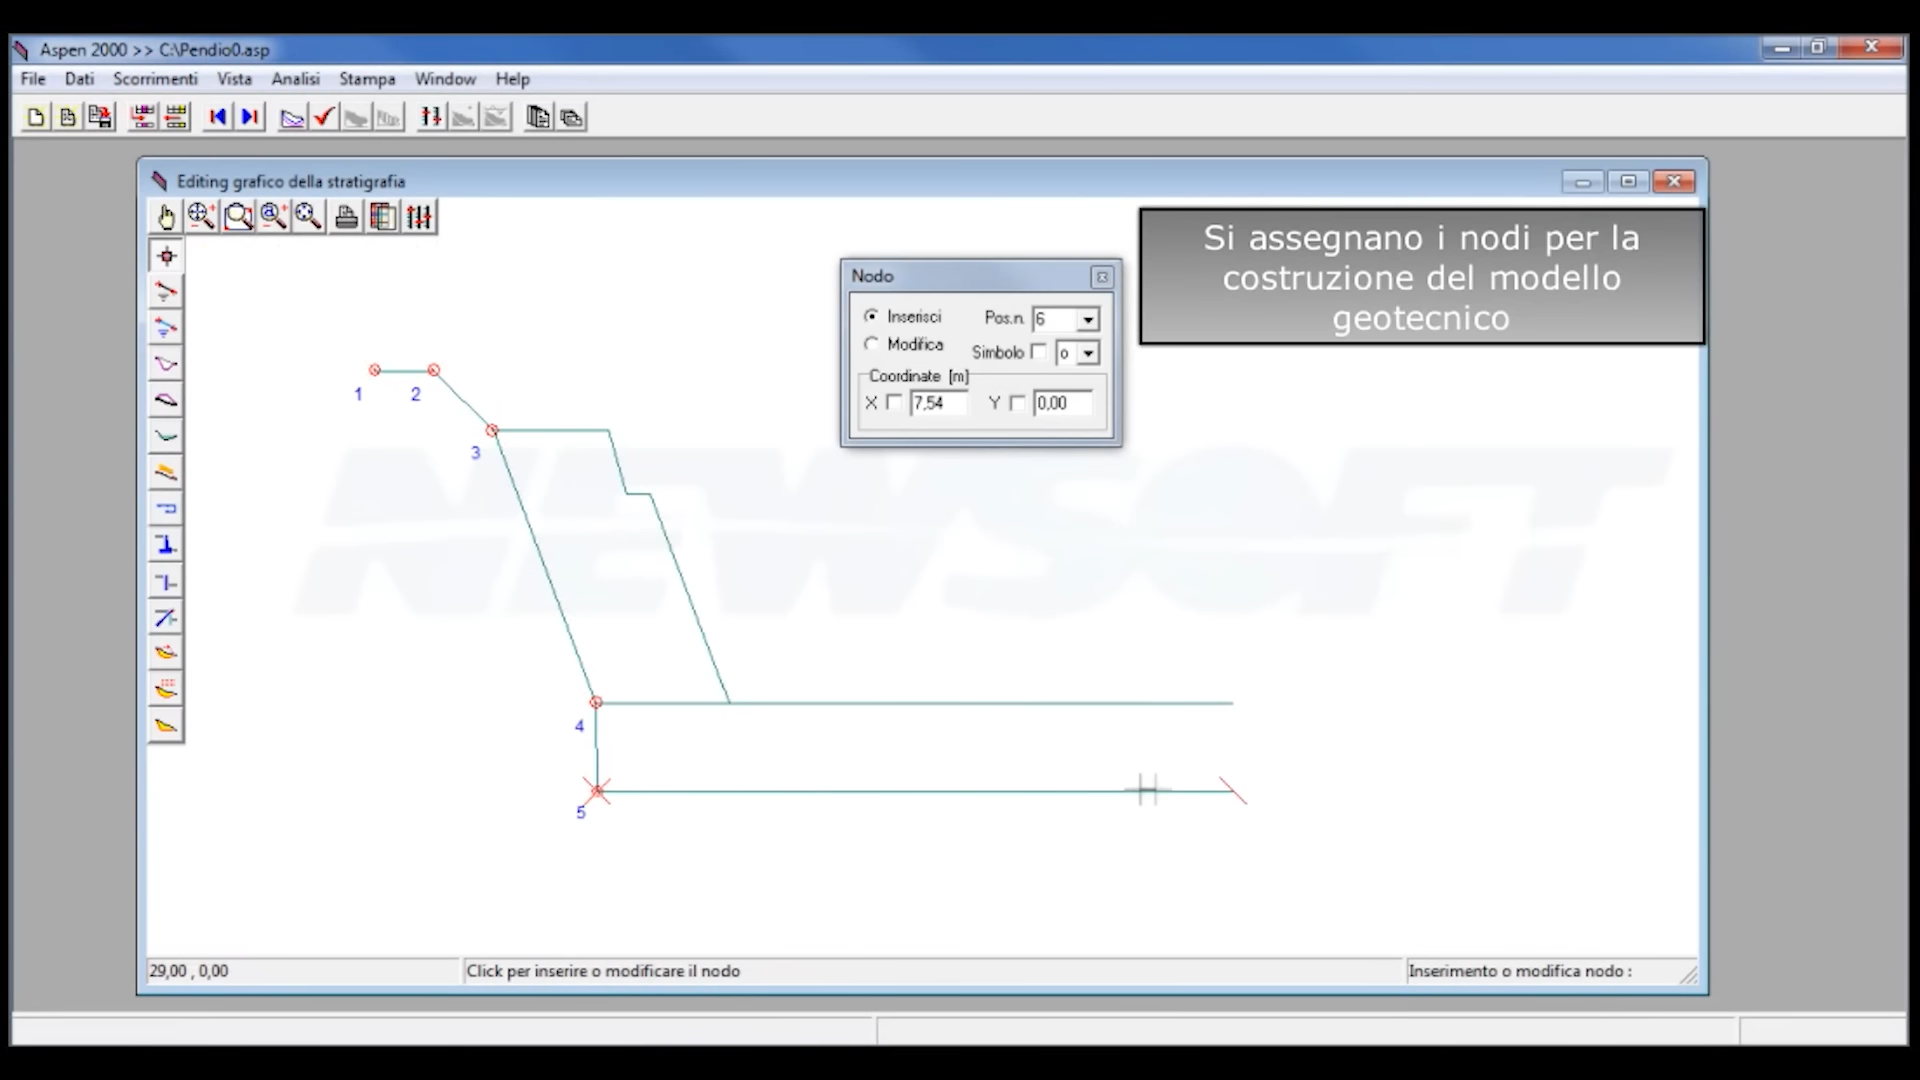 Aspen 2000 >> C:\Pendio0.asp
File Dati Scorrimenti Vista Analisi Stampa Window Help
Editing grafico della stratigrafia
Si assegnano i nodi per la
costruzione del modello
geotecnico
Nodo
Inserisci Pos.n. 6
Modifica Simbolo o
Coordinate [m]
X 7,54 Y 0,00
1
2
3
4
5
NEWSOFT
29,00 , 0,00 Click per inserire o modificare il nodo Inserimento o modifica nodo :